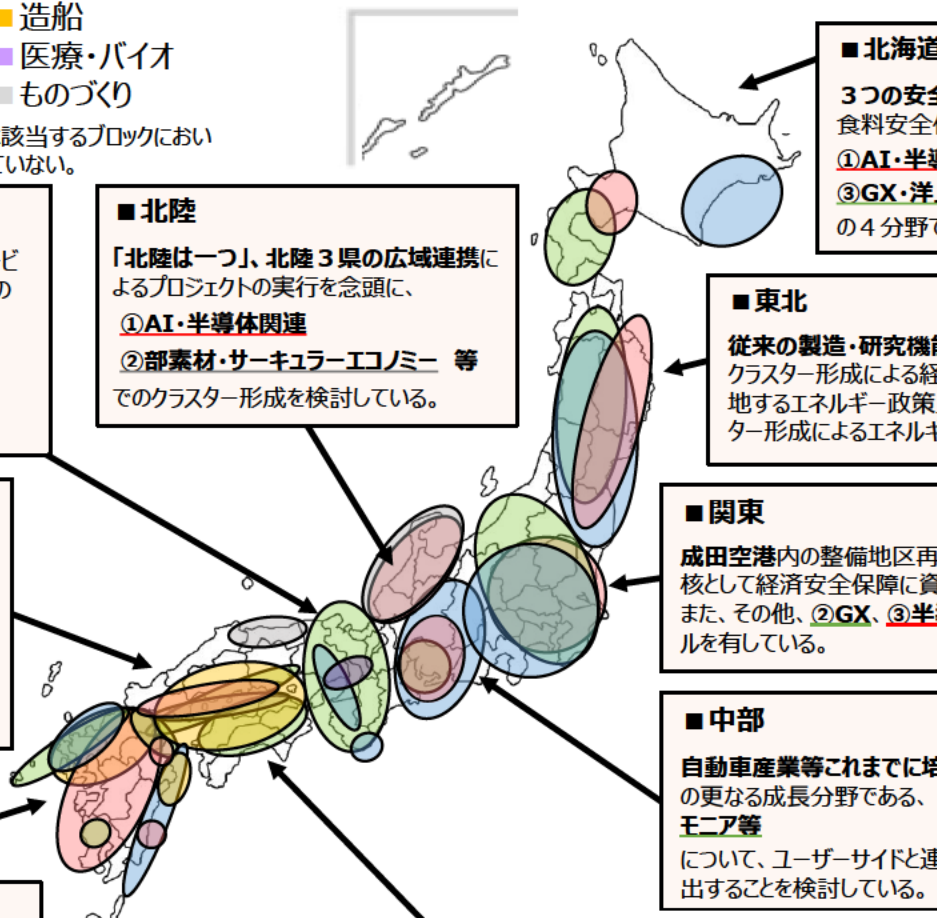 ■造船
■医療・バイオ
■ものづくり
該当するブロックにおい
ていない。
ビ
の
■北陸
「北陸は一つ」、北陸３県の広域連携に
よるプロジェクトの実行を念頭に、
①AI・半導体関連
②部素材・サーキュラーエコノミー 等
でのクラスター形成を検討している。
■北海道
３つの安全
食料安全保
①AI・半導
③GX・洋上
の４分野で
■東北
従来の製造・研究機能
クラスター形成による経
地するエネルギー政策
ター形成によるエネルギ
■関東
成田空港内の整備地区再
核として経済安全保障に資
また、その他、②GX、③半導
ルを有している。
■中部
自動車産業等これまでに培
の更なる成長分野である、
モニア等
について、ユーザーサイドと連
出することを検討している。